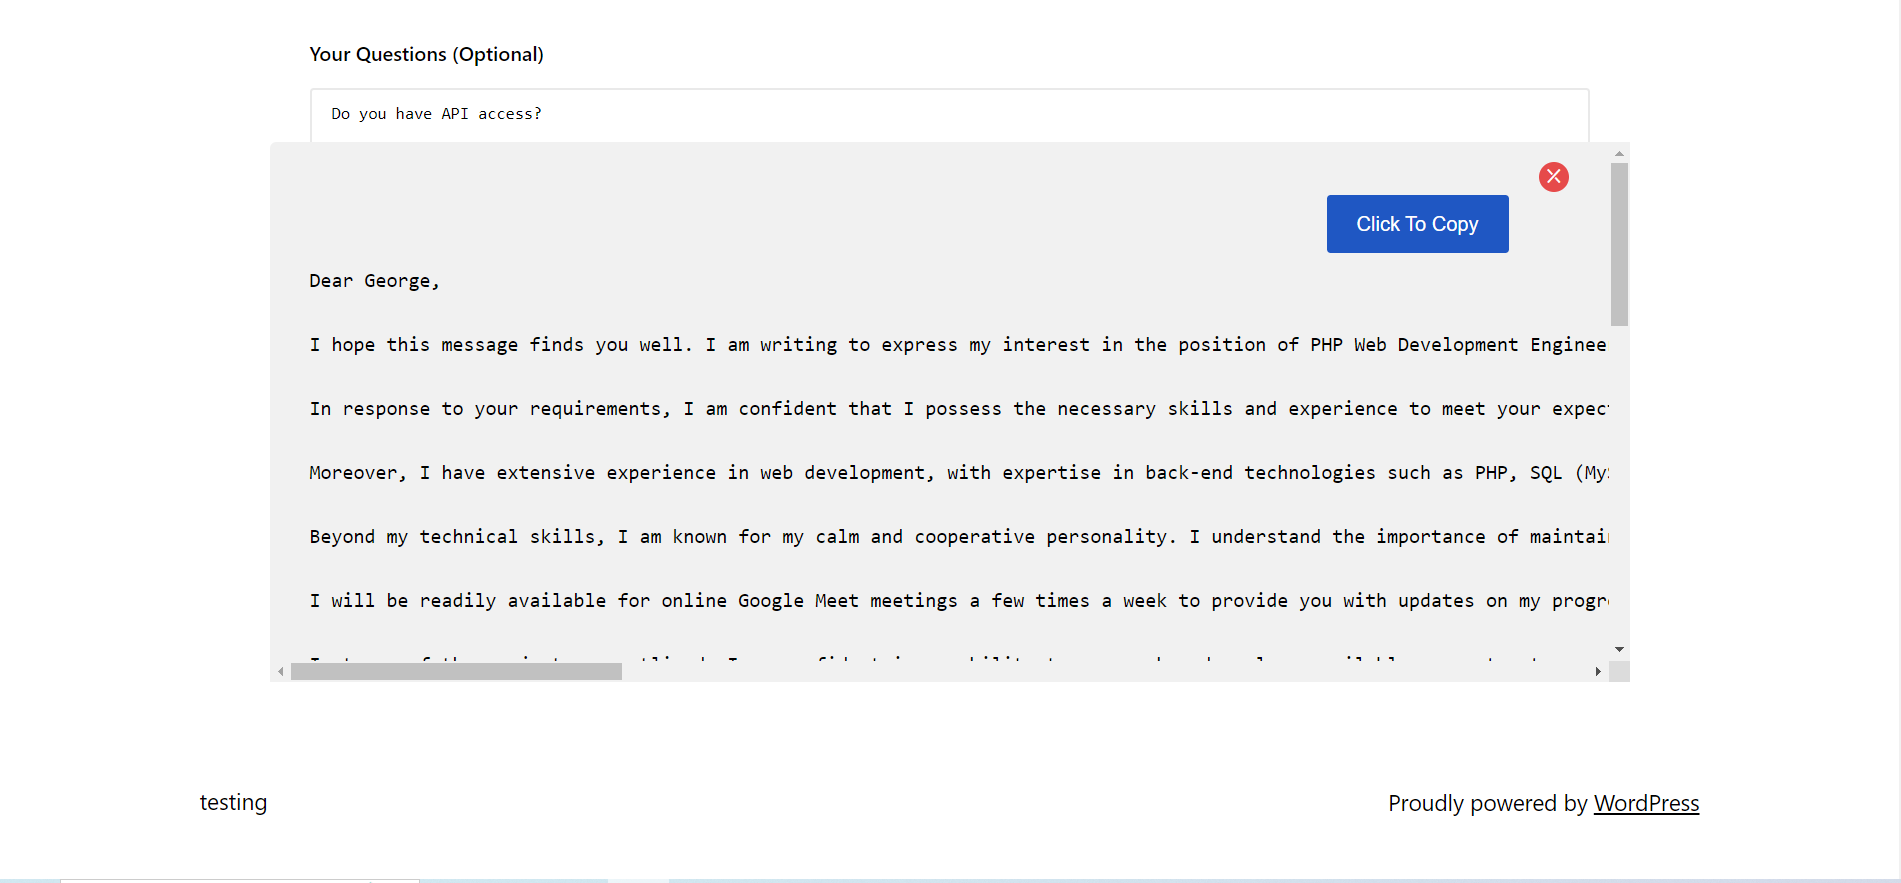 Your Questions (Optional)
Do you have API access?
Click To Copy
Dear George,
I hope this message finds you well. I am writing to express my interest in the position of PHP Web Development Enginee
In response to your requirements, I am confident that I possess the necessary skills and experience to meet your expec
Moreover, I have extensive experience in web development, with expertise in back-end technologies such as PHP, SQL (My
Beyond my technical skills, I am known for my calm and cooperative personality. I understand the importance of maintai
I will be readily available for online Google Meet meetings a few times a week to provide you with updates on my progr
testing
Proudly powered by WordPress